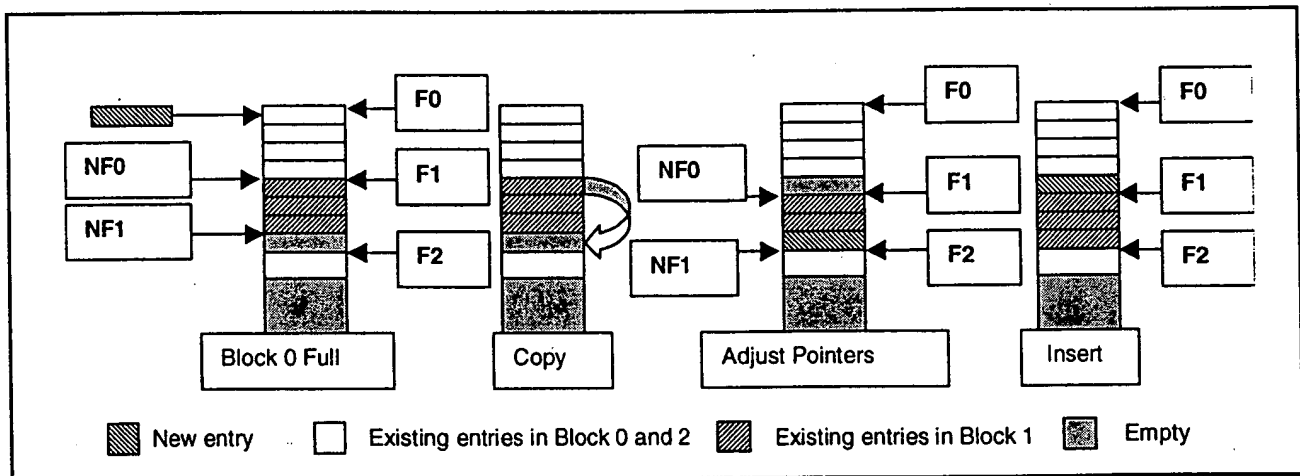 F0
F0
F0
NF0
F1
NF0
F1
F1
NF1
F2
NF1
F2
F2
Block 0 Full
Copy
Adjust Pointers
Insert
New entry
Existing entries in Block 0 and 2
Existing entries in Block 1
Empty